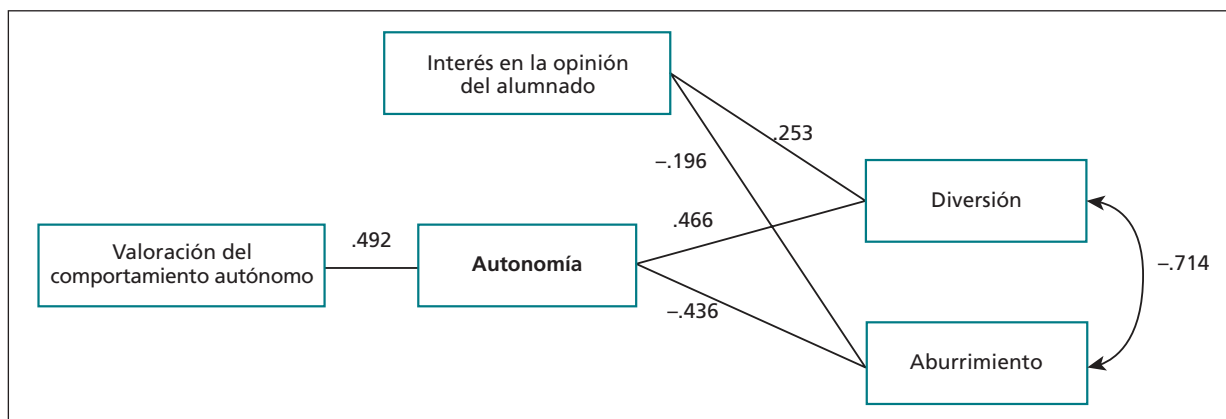 Interés en la opinión
del alumnado
.253
–.196
Diversión
.466
.492
Valoración del
comportamiento autónomo
Autonomía
–.714
–.436
Aburrimiento